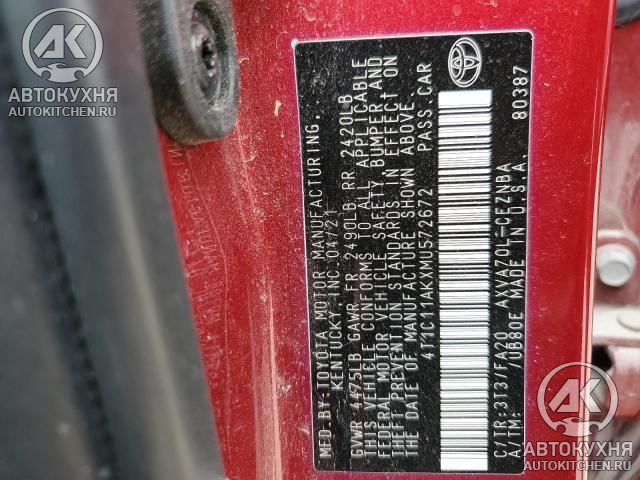 АК
АВТОКУХНЯ
AUTOKITCHEN.RU
MFD.BY:TOYOTA MOTOR MANUFACTURING,
KENTUCKY, INC. 04/21
GVWR 4475LB GAWR FR 2490LB RR 2420LB
THIS VEHICLE CONFORMS TO ALL APPLICABLE
FEDERAL MOTOR VEHICLE SAFETY, BUMPER AND
THEFT PREVENTION STANDARDS IN EFFECT ON
THE DATE OF MANUFACTURE SHOWN ABOVE.
4T1C11AKXMU572672 PASS.CAR
C/TR:3T3/FA20 AXVA70L-CEZNBA
A/TM: /UB80E MADE IN U.S.A. 80387
АК
АВТОКУХНЯ
AUTOKITCHEN.RU